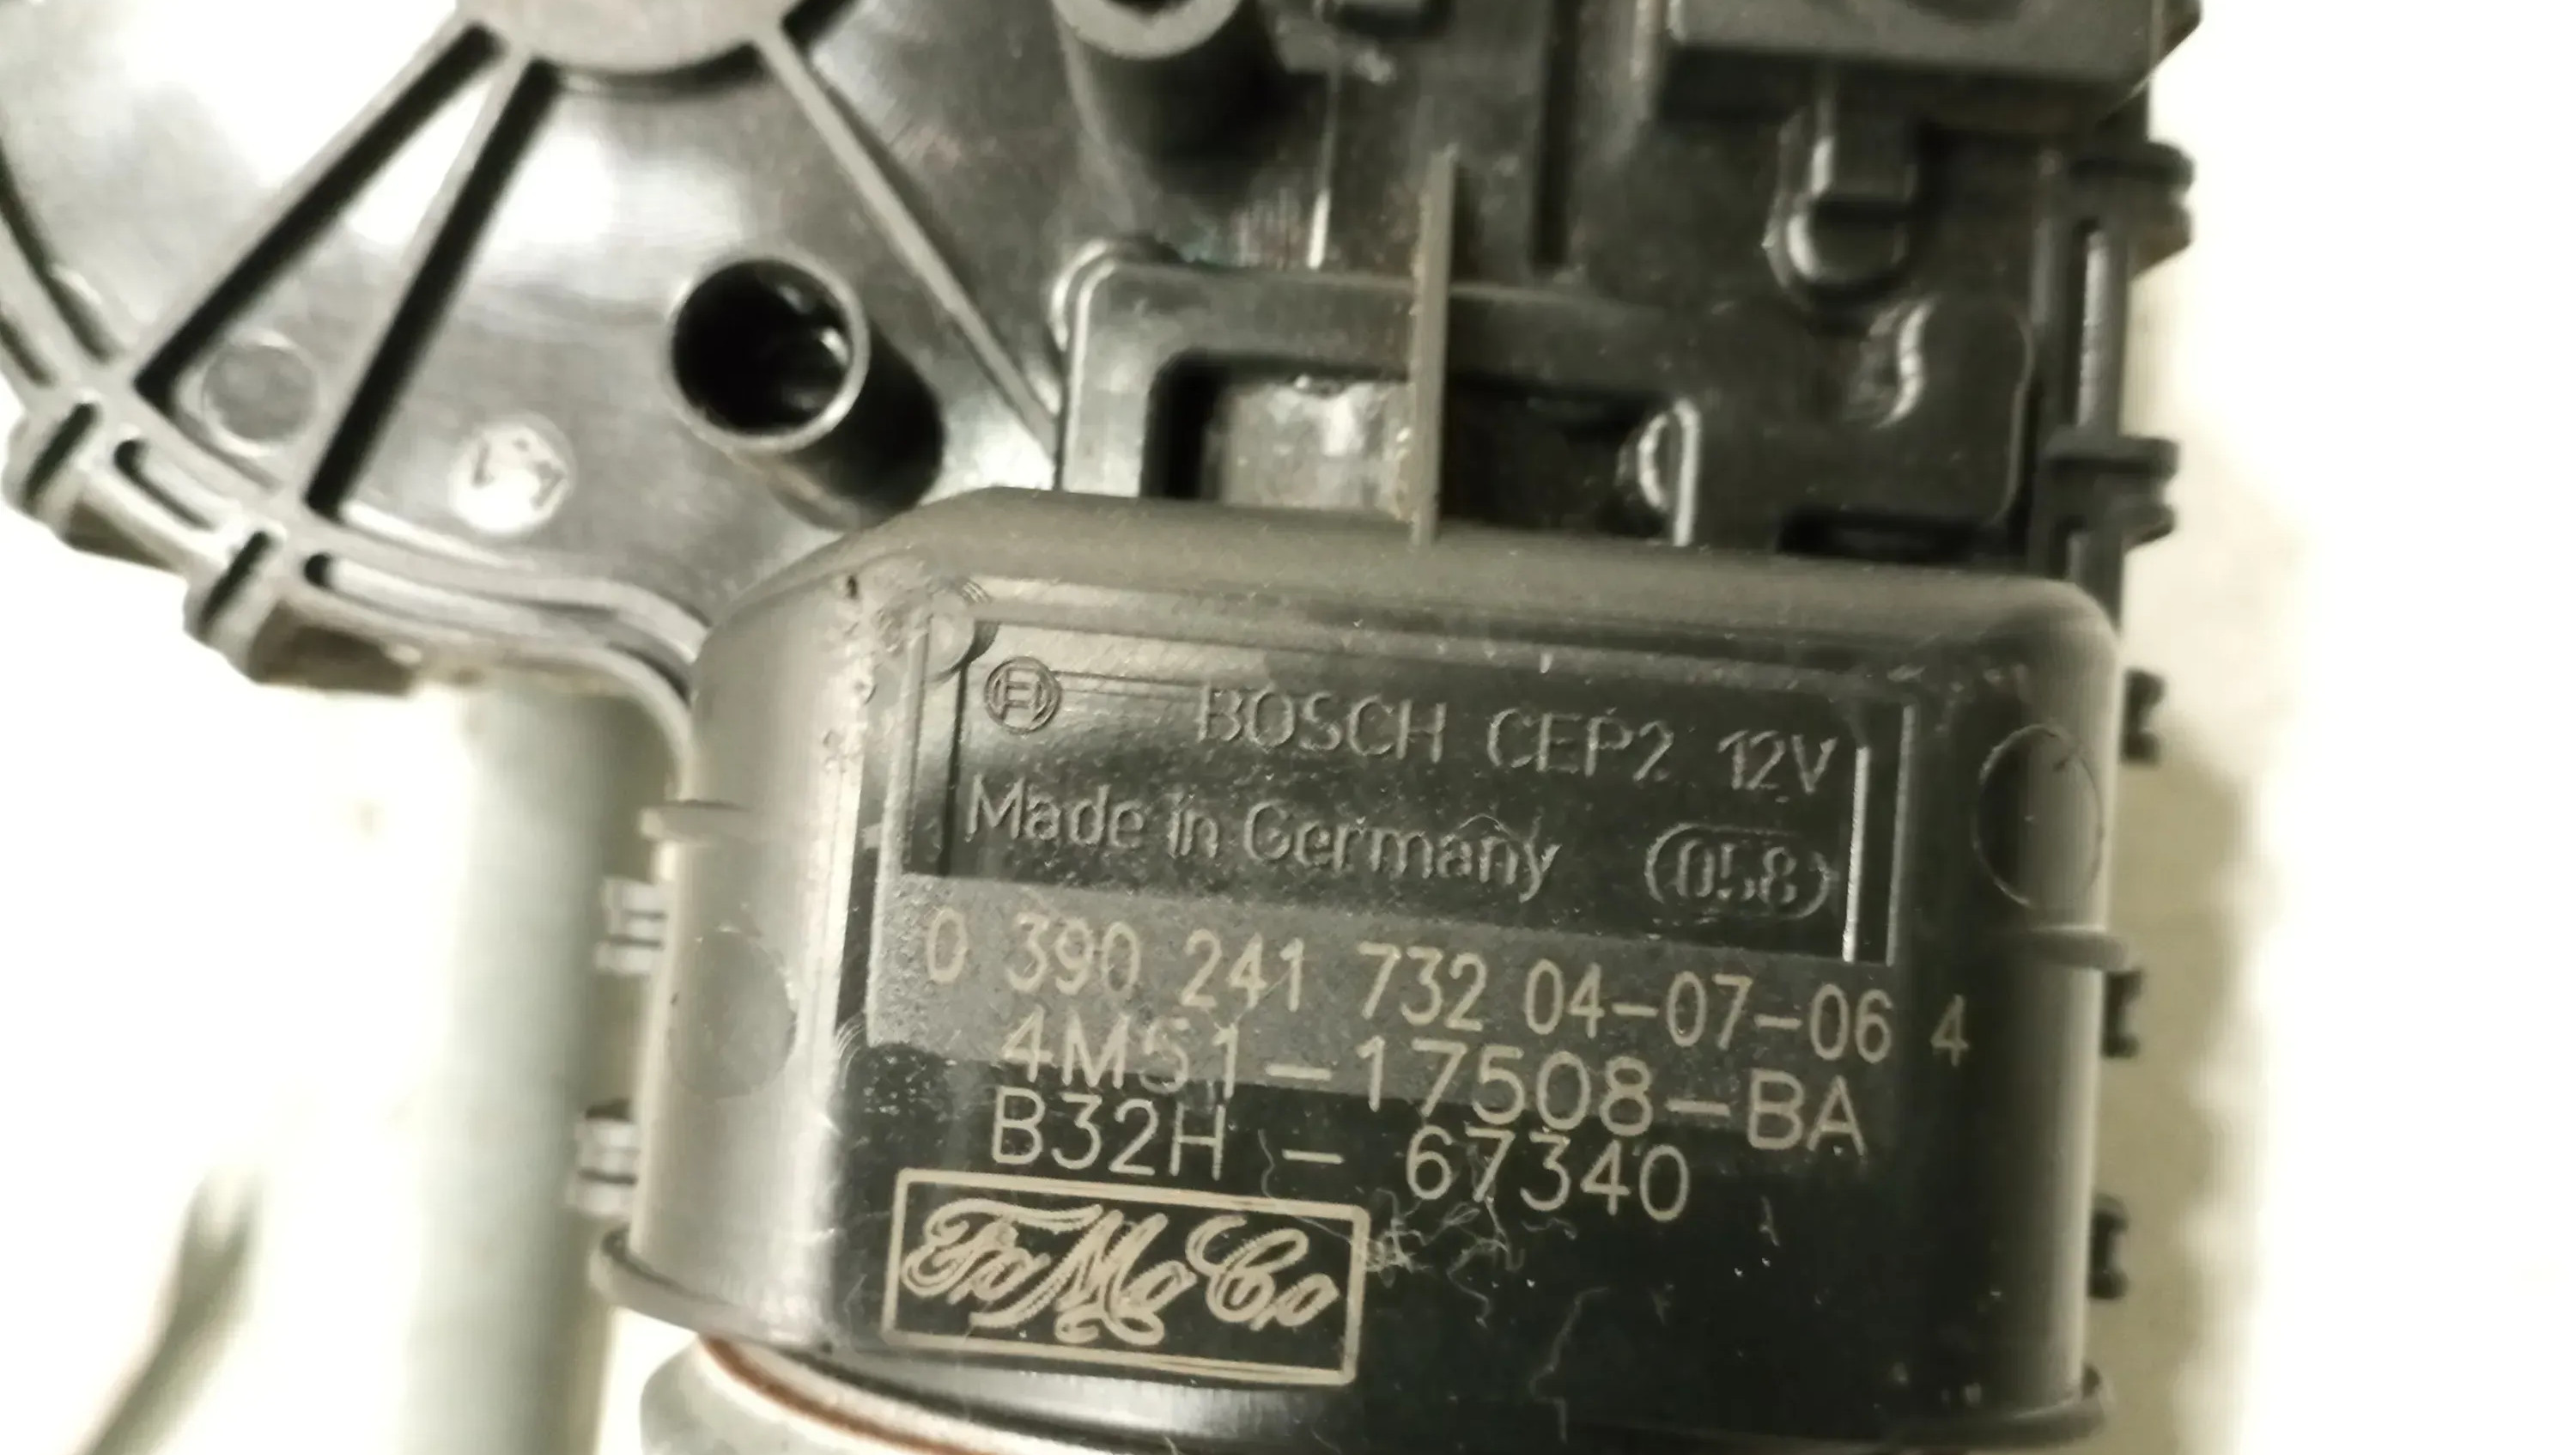 BOSCH CEP2 12V
Made in Germany (058)
0 390 241 732 04-07-06 4
4M51-17508-BA
B32H - 67340
FoMoCo